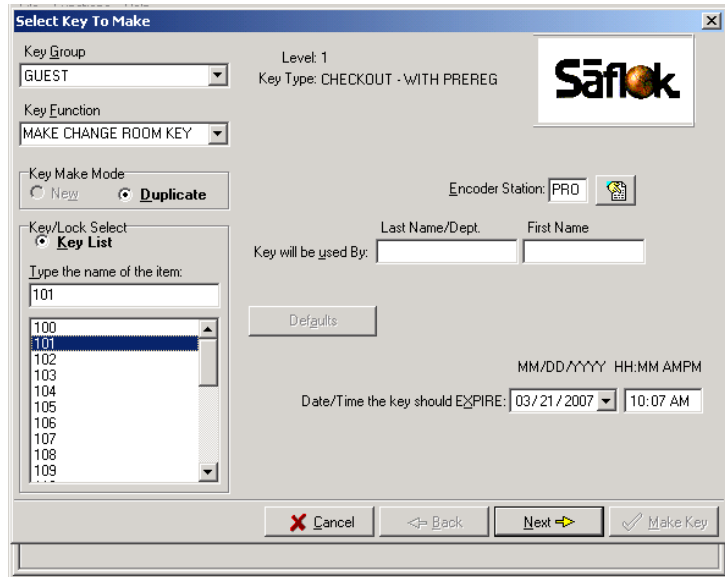 Select Key To Make
Key Group
GUEST
Key Function
MAKE CHANGE ROOM KEY
Key Make Mode
New Duplicate
Key/Lock Select
Key List
Type the name of the item:
101
100
101
102
103
104
105
106
107
108
109
Level: 1
Key Type: CHECKOUT - WITH PREREG
Säflok.
Encoder Station: PRO
Last Name/Dept. First Name
Key will be used By:
Defaults
MM/DD/YYYY HH:MM AMPM
Date/Time the key should EXPIRE: 03/21/2007 10:07 AM
Cancel Back Next Make Key